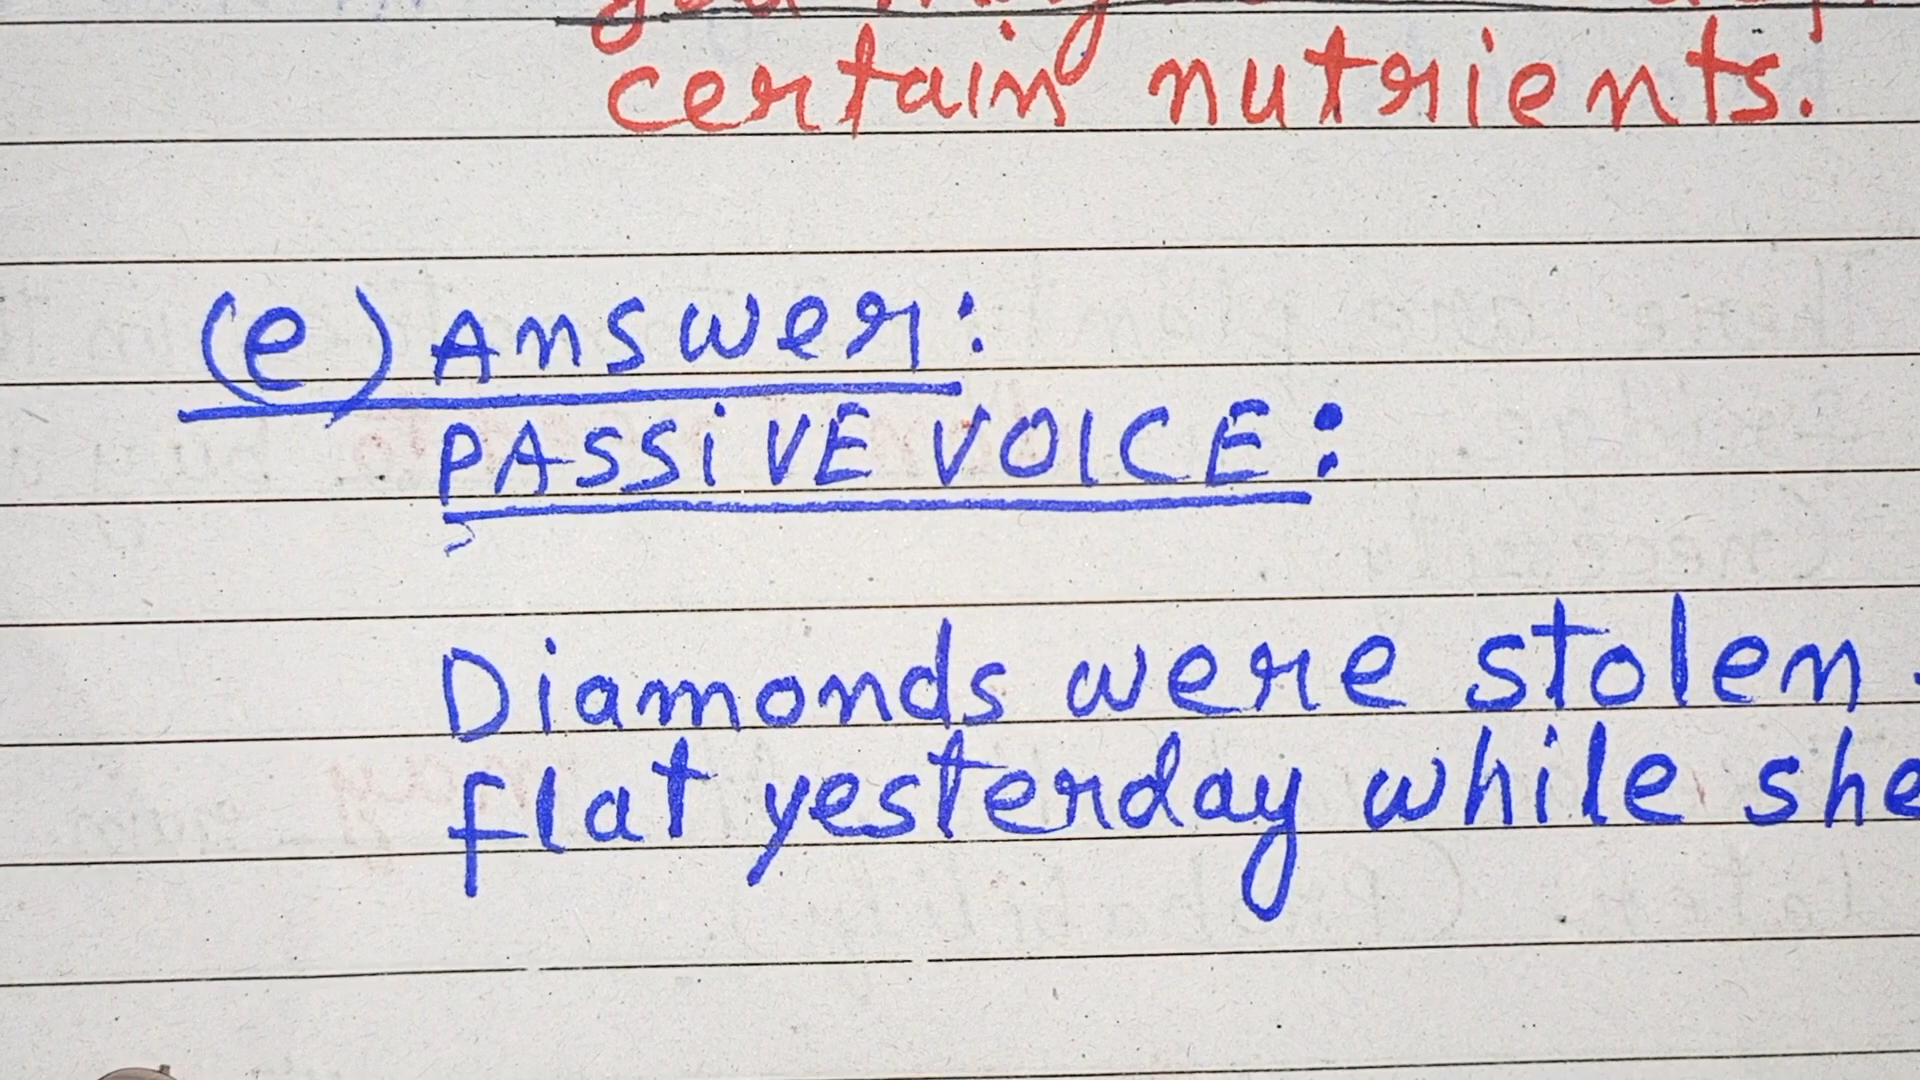 certain nutrients.
(e) Answer:
PASSiVE VOICE:
Diamonds were stolen
flat yesterday while she